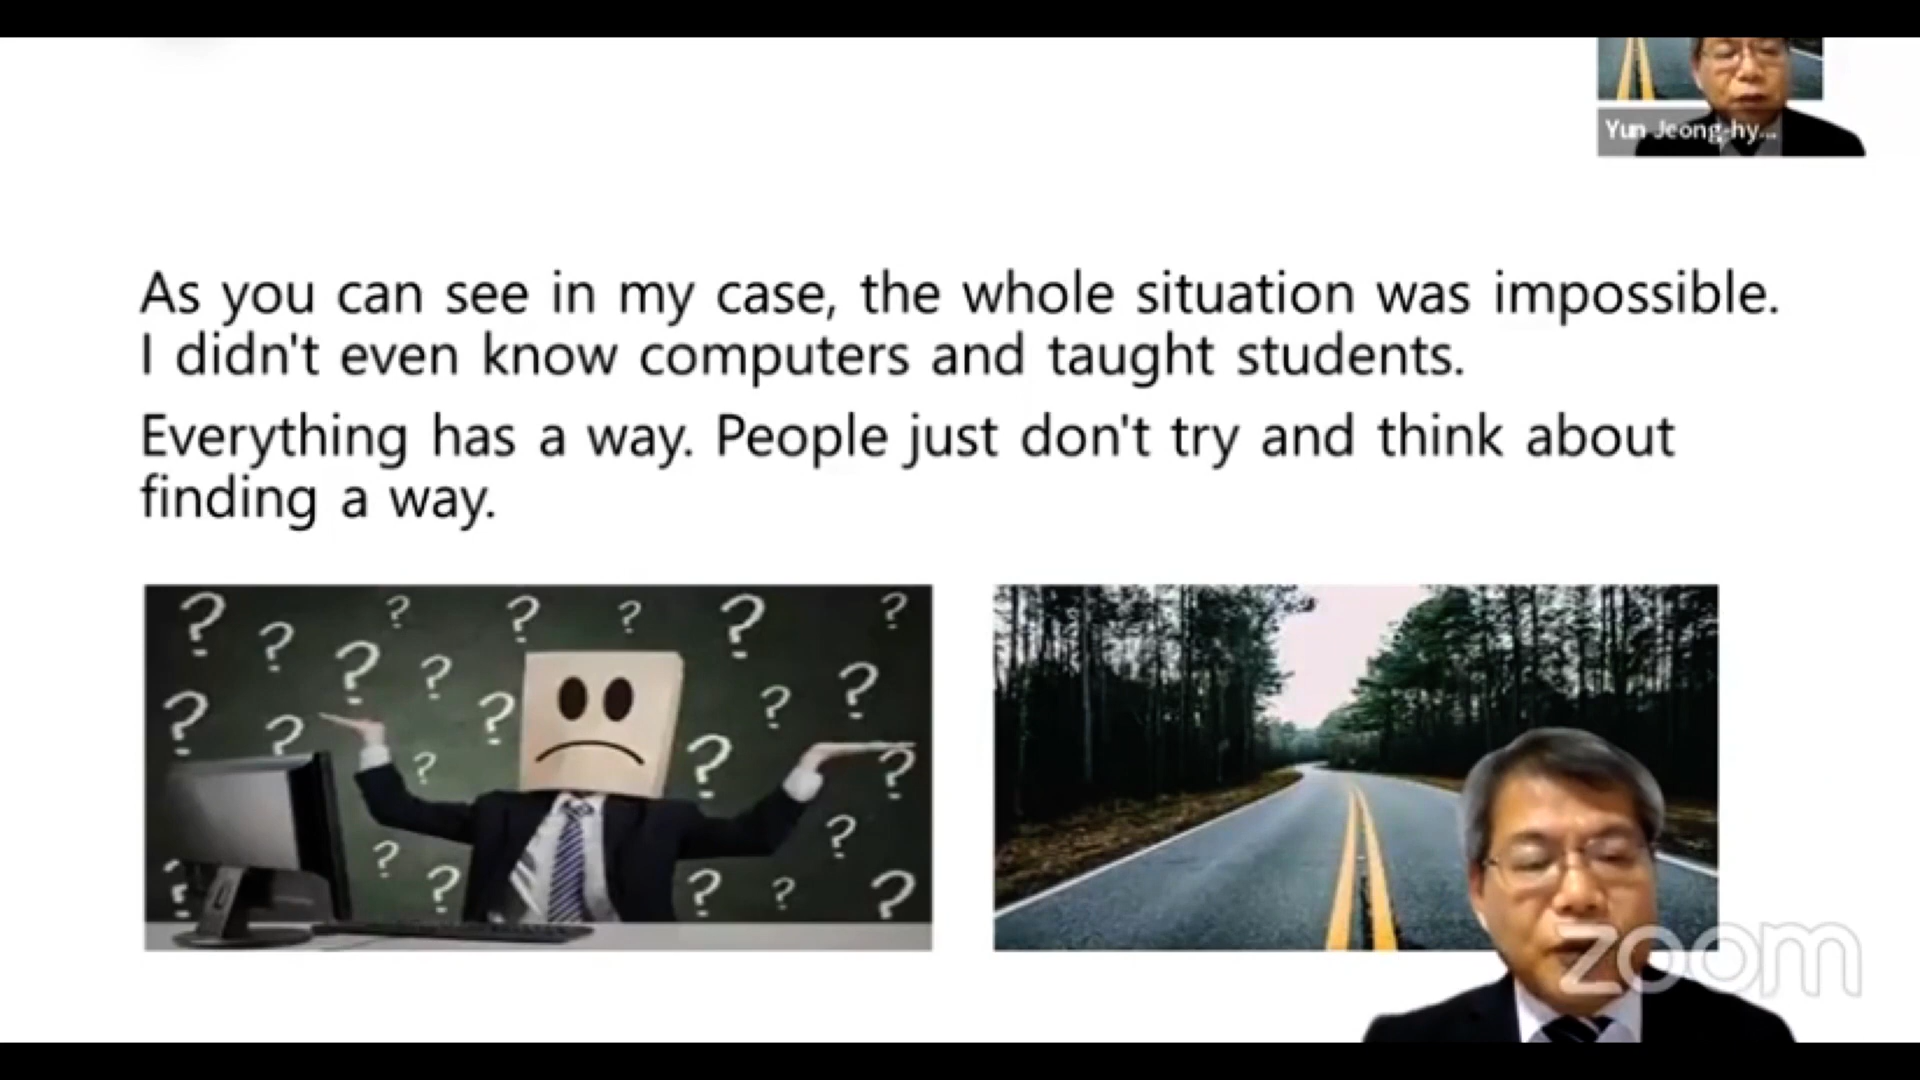 Yun Jeong-hy...
As you can see in my case, the whole situation was impossible.
I didn't even know computers and taught students.
Everything has a way. People just don't try and think about
finding a way.
? ? ? ? ? ? ? ? ? ? ? ? ? ? ? ? ? ? ? ? ? ? ? ?
zoom